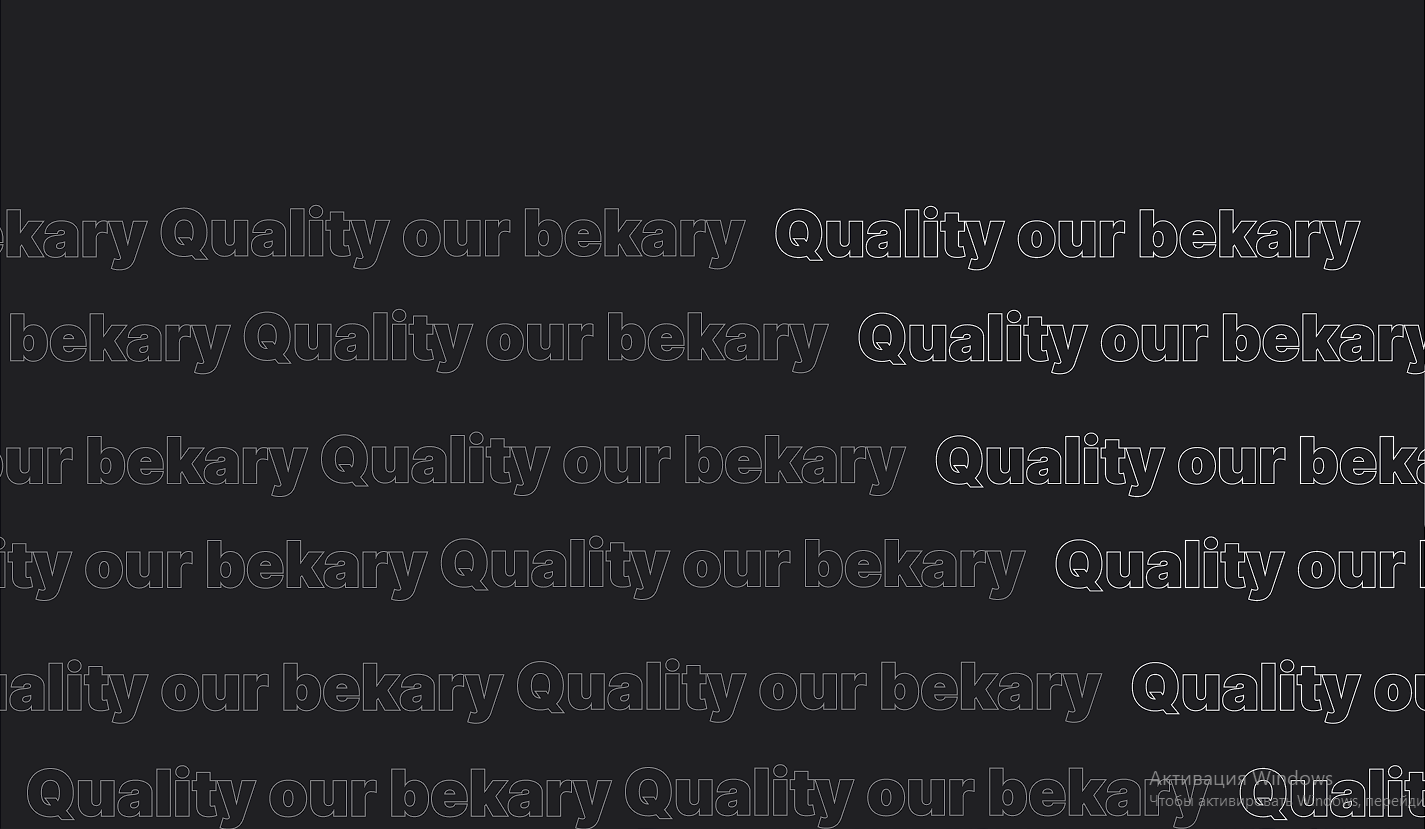 ekary Quality our bekary Quality our bekary
bekary Quality our bekary Quality our bekary
our bekary Quality our bekary Quality our beka
ity our bekary Quality our bekary Quality our b
uality our bekary Quality our bekary Quality ou
Quality our bekary Quality our bekary Qualit
Активация Windows
Чтобы активировать Windows, перейди